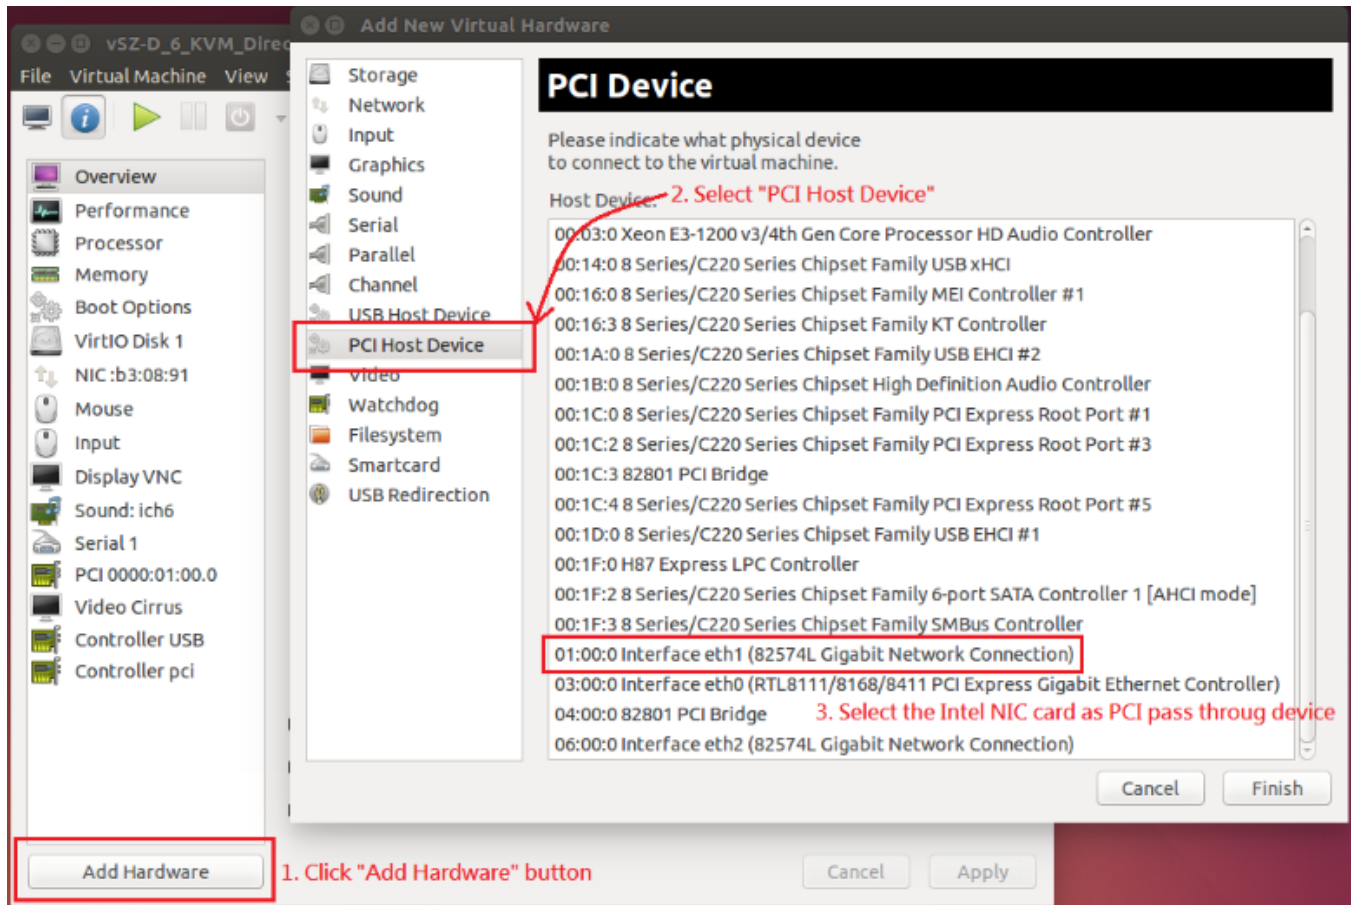 vSZ-D_6_KVM_Direc
File Virtual Machine View
Overview
Performance
Processor
Memory
Boot Options
VirtIO Disk 1
NIC :b3:08:91
Mouse
Input
Display VNC
Sound: ich6
Serial 1
PCI 0000:01:00.0
Video Cirrus
Controller USB
Controller pci
Add Hardware
1. Click "Add Hardware" button
Cancel
Apply
Add New Virtual Hardware
Storage
Network
Input
Graphics
Sound
Serial
Parallel
Channel
USB Host Device
PCI Host Device
Video
Watchdog
Filesystem
Smartcard
USB Redirection
PCI Device
Please indicate what physical device
to connect to the virtual machine.
Host Device:
2. Select "PCI Host Device"
00:03:0 Xeon E3-1200 v3/4th Gen Core Processor HD Audio Controller
00:14:0 8 Series/C220 Series Chipset Family USB xHCI
00:16:0 8 Series/C220 Series Chipset Family MEI Controller #1
00:16:3 8 Series/C220 Series Chipset Family KT Controller
00:1A:0 8 Series/C220 Series Chipset Family USB EHCI #2
00:1B:0 8 Series/C220 Series Chipset High Definition Audio Controller
00:1C:0 8 Series/C220 Series Chipset Family PCI Express Root Port #1
00:1C:2 8 Series/C220 Series Chipset Family PCI Express Root Port #3
00:1C:3 82801 PCI Bridge
00:1C:4 8 Series/C220 Series Chipset Family PCI Express Root Port #5
00:1D:0 8 Series/C220 Series Chipset Family USB EHCI #1
00:1F:0 H87 Express LPC Controller
00:1F:2 8 Series/C220 Series Chipset Family 6-port SATA Controller 1 [AHCI mode]
00:1F:3 8 Series/C220 Series Chipset Family SMBus Controller
01:00:0 Interface eth1 (82574L Gigabit Network Connection)
03:00:0 Interface eth0 (RTL8111/8168/8411 PCI Express Gigabit Ethernet Controller)
04:00:0 82801 PCI Bridge
3. Select the Intel NIC card as PCI pass throug device
06:00:0 Interface eth2 (82574L Gigabit Network Connection)
Cancel
Finish